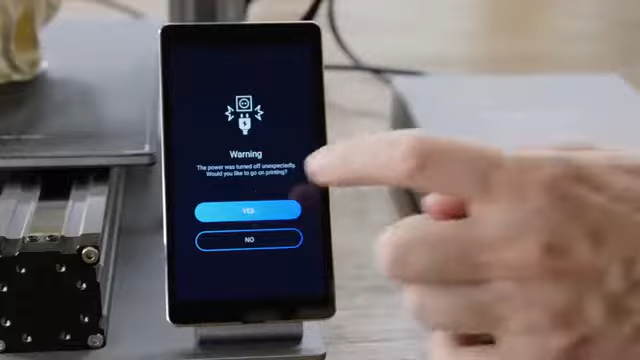 Warning
The power was turned off unexpectedly.
Would you like to go on printing?
YES
NO